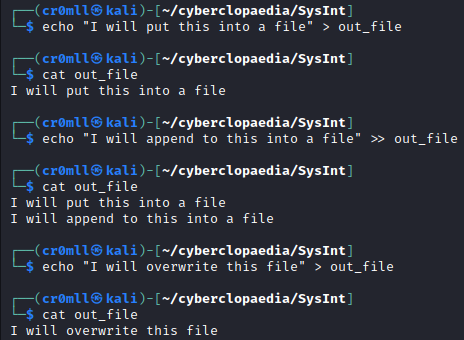 ┌──(cr0mll㉿kali)-[~/cyberclopaedia/SysInt]
└─$ echo "I will put this into a file" > out_file
┌──(cr0mll㉿kali)-[~/cyberclopaedia/SysInt]
└─$ cat out_file
I will put this into a file
┌──(cr0mll㉿kali)-[~/cyberclopaedia/SysInt]
└─$ echo "I will append to this into a file" >> out_file
┌──(cr0mll㉿kali)-[~/cyberclopaedia/SysInt]
└─$ cat out_file
I will put this into a file
I will append to this into a file
┌──(cr0mll㉿kali)-[~/cyberclopaedia/SysInt]
└─$ echo "I will overwrite this file" > out_file
┌──(cr0mll㉿kali)-[~/cyberclopaedia/SysInt]
└─$ cat out_file
I will overwrite this file